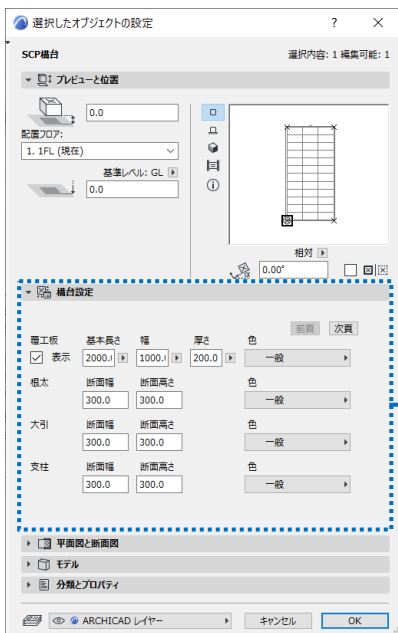 選択したオブジェクトの設定 ? ×
SCP構台 選択内容: 1 編集可能: 1
プレビューと位置
0.0
配置フロア:
1. 1FL (現在)
基準レベル: GL
0.0
相対
0.00°
構台設定
前頁 次頁
覆工板 基本長さ 幅 厚さ 色
表示 2000.( 1000.( 200.0 一般
根太 断面幅 断面高さ 色
300.0 300.0 一般
大引 断面幅 断面高さ 色
300.0 300.0 一般
支柱 断面幅 断面高さ 色
300.0 300.0 一般
平面図と断面図
モデル
分類とプロパティ
ARCHICAD レイヤー キャンセル OK